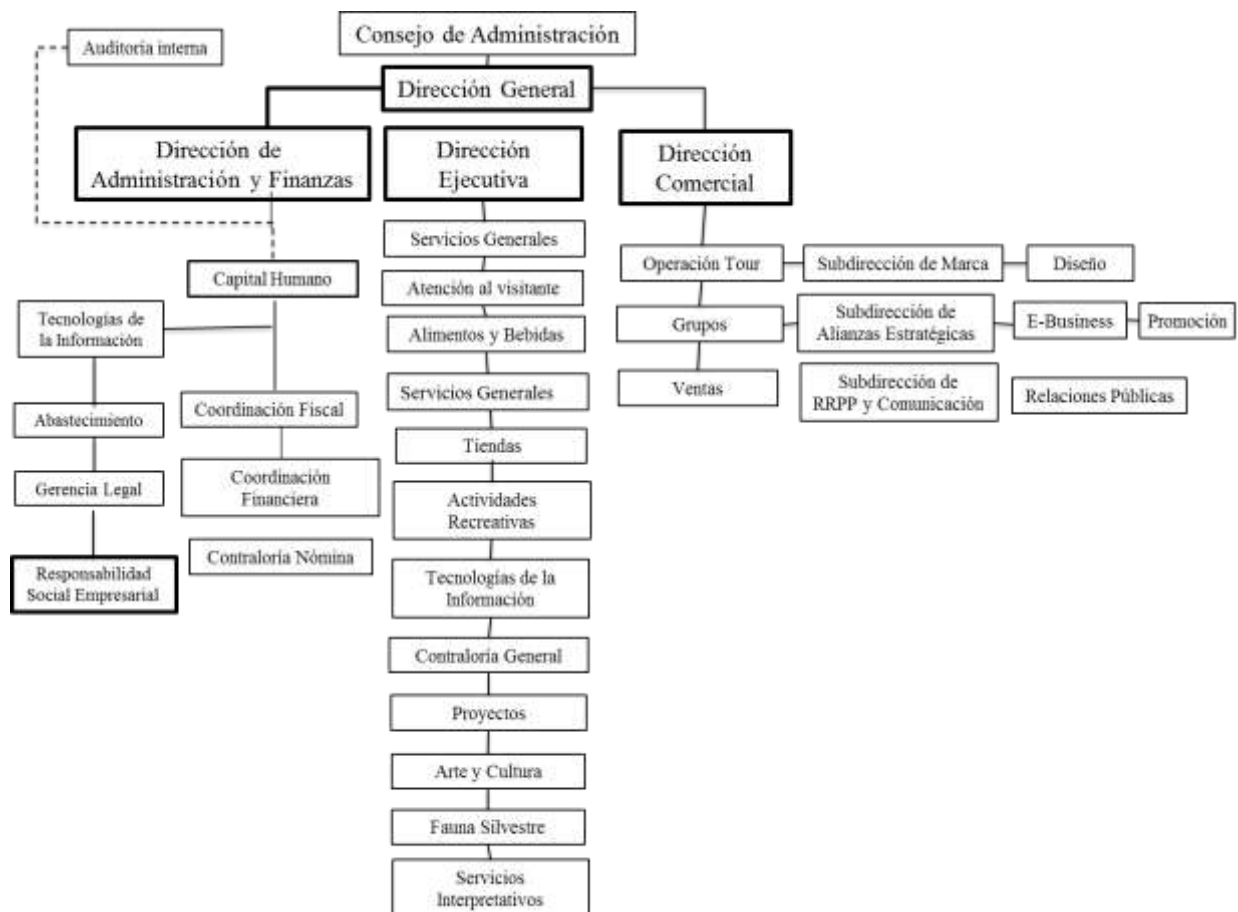 Auditoría interna
Consejo de Administración
Dirección General
Dirección de
Administración y Finanzas
Dirección
Ejecutiva
Dirección
Comercial
Capital Humano
Tecnologías de
la Información
Abastecimiento
Gerencia Legal
Responsabilidad
Social Empresarial
Coordinación Fiscal
Coordinación
Financiera
Contraloría Nómina
Servicios Generales
Atención al visitante
Alimentos y Bebidas
Servicios Generales
Tiendas
Actividades
Recreativas
Tecnologías de la
Información
Contraloría General
Proyectos
Arte y Cultura
Fauna Silvestre
Servicios
Interpretativos
Operación Tour
Subdirección de Marca
Diseño
Grupos
Subdirección de
Alianzas Estratégicas
E-Business
Promoción
Ventas
Subdirección de
RRPP y Comunicación
Relaciones Públicas